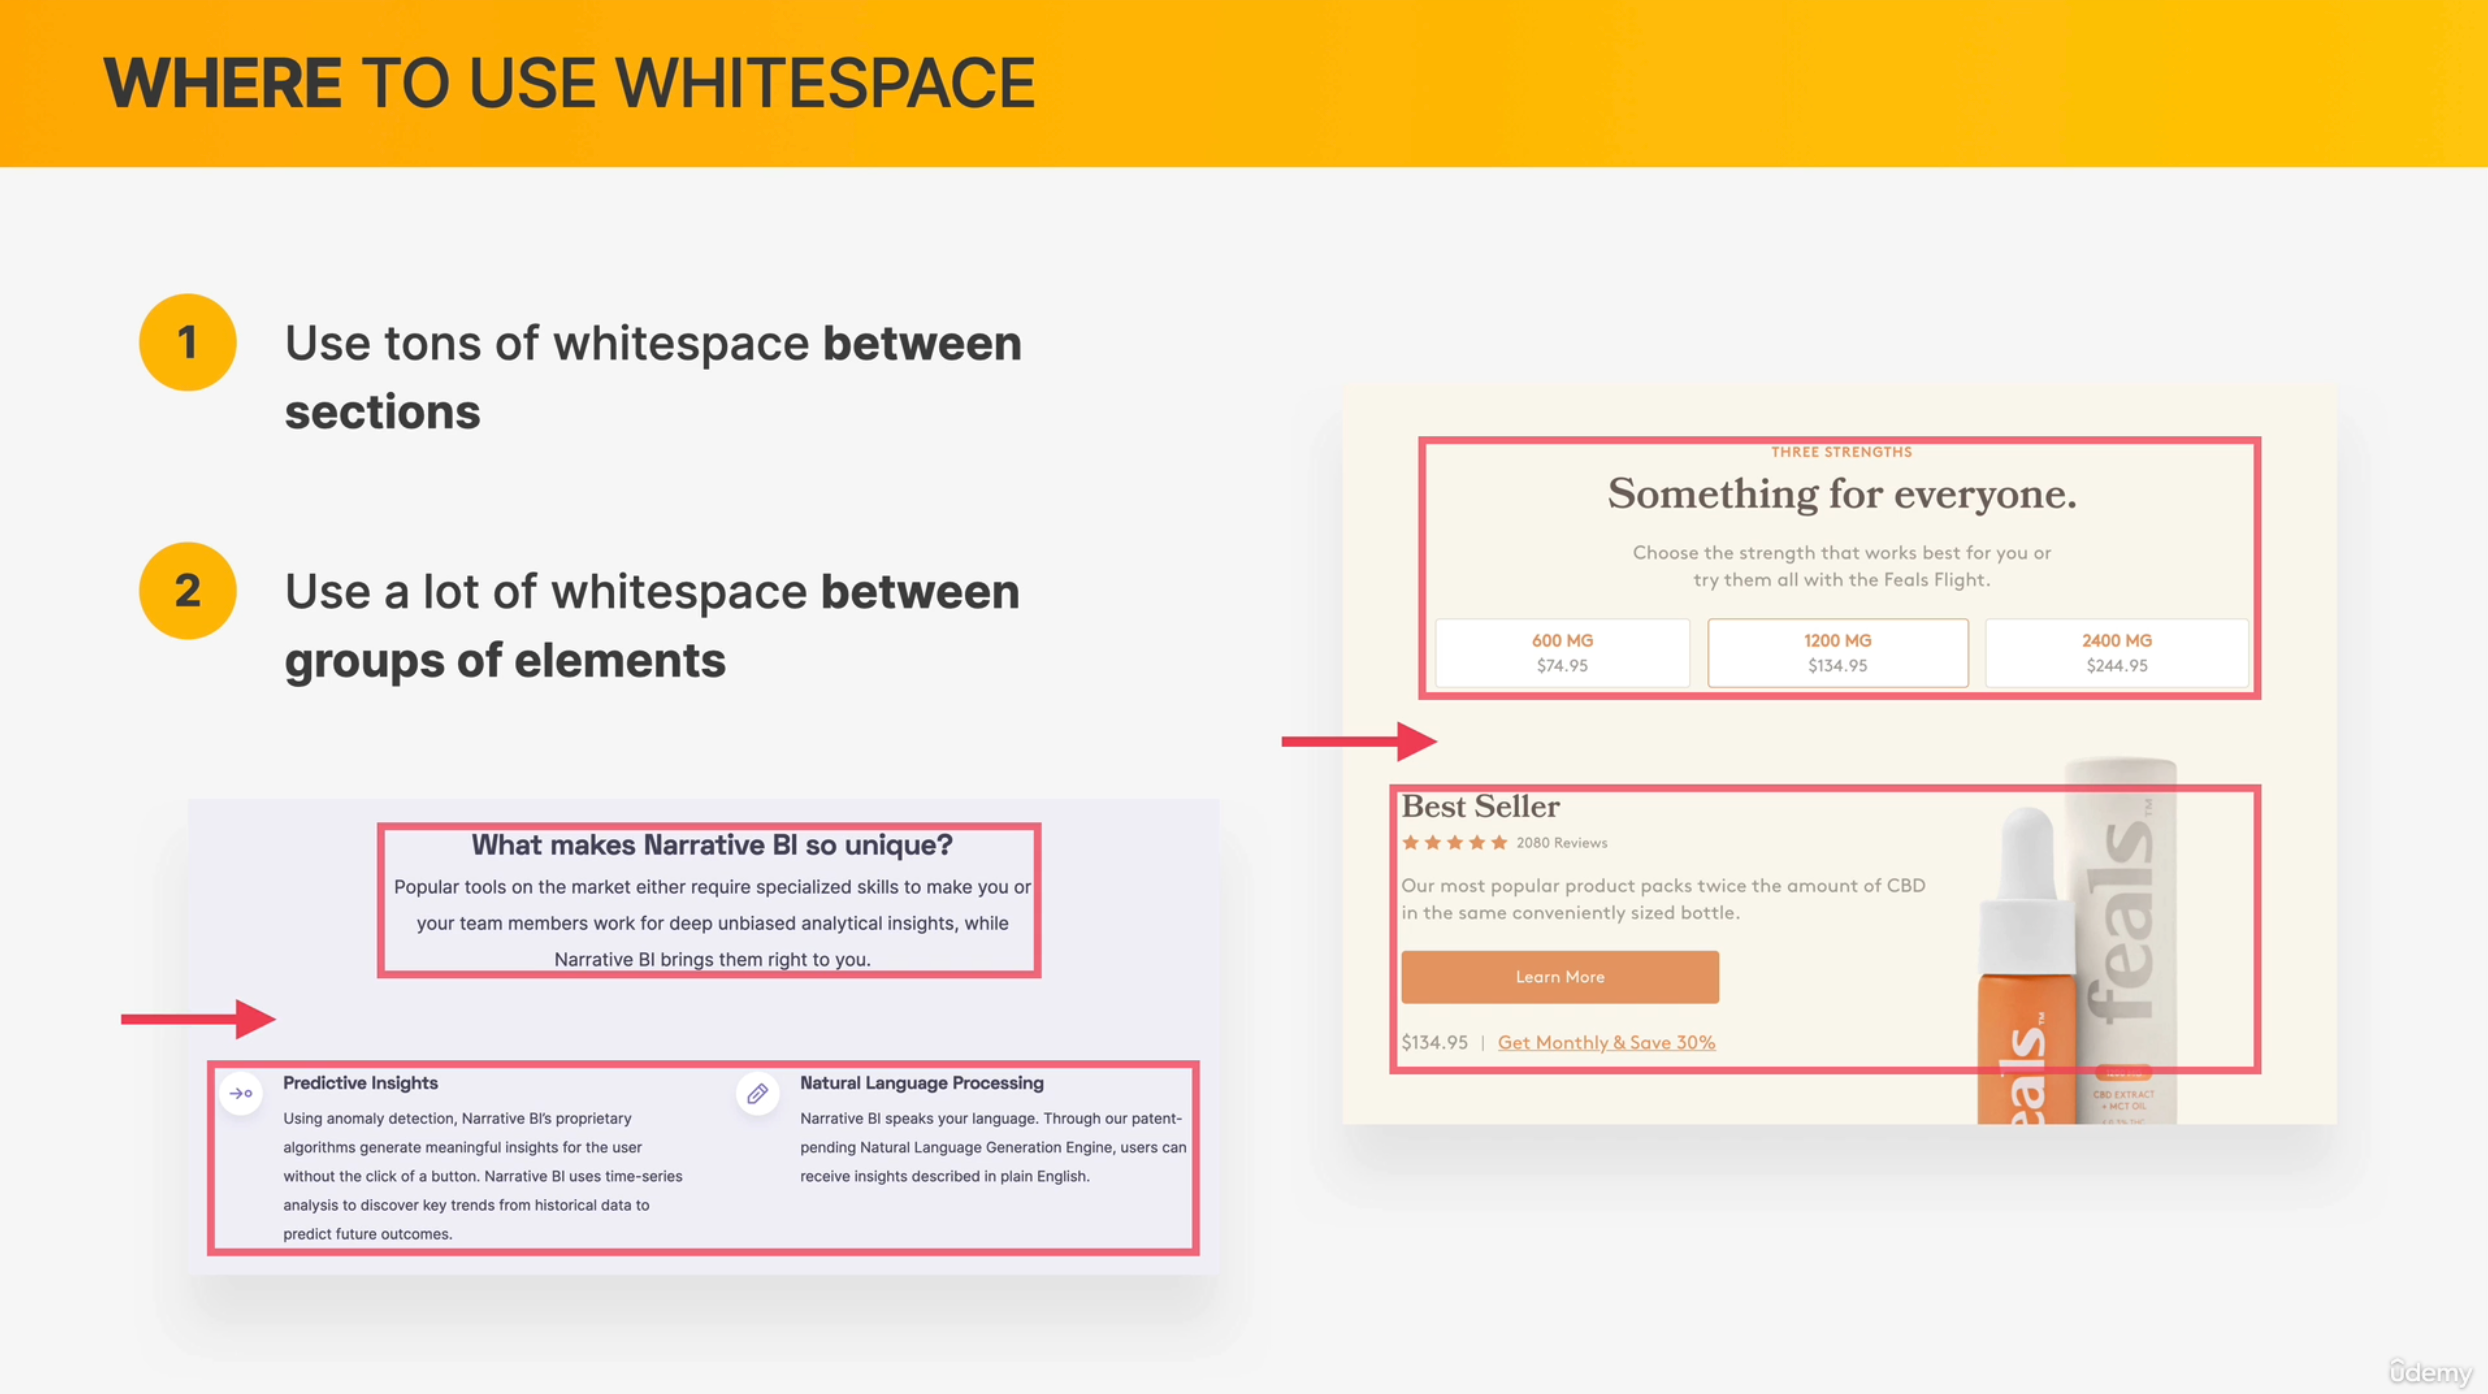 WHERE TO USE WHITESPACE
1
Use tons of whitespace between
sections
2
Use a lot of whitespace between
groups of elements
What makes Narrative BI so unique?
Popular tools on the market either require specialized skills to make you or
your team members work for deep unbiased analytical insights, while
Narrative BI brings them right to you.
Predictive Insights
Using anomaly detection, Narrative BI's proprietary
algorithms generate meaningful insights for the user
without the click of a button. Narrative BI uses time-series
analysis to discover key trends from historical data to
predict future outcomes.
Natural Language Processing
Narrative BI speaks your language. Through our patent-
pending Natural Language Generation Engine, users can
receive insights described in plain English.
THREE STRENGTHS
Something for everyone.
Choose the strength that works best for you or
try them all with the Feals Flight.
600 MG
$74.95
1200 MG
$134.95
2400 MG
$244.95
Best Seller
2080 Reviews
Our most popular product packs twice the amount of CBD
in the same conveniently sized bottle.
Learn More
$134.95 | Get Monthly & Save 30%
feals.™
eals.™
CBD EXTRACT
+ MCT OIL
ûdemy